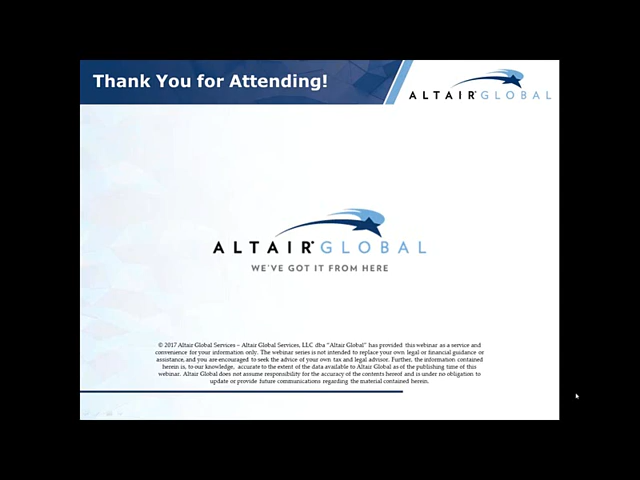 Thank You for Attending!
ALTAIR® GLOBAL
ALTAIR® GLOBAL
WE'VE GOT IT FROM HERE
© 2017 Altair Global Services – Altair Global Services, LLC dba "Altair Global" has provided this webinar as a service and
convenience for your information only. The webinar series is not intended to replace your own legal or financial guidance or
assistance, and you are encouraged to seek the advice of your own tax and legal advisor. Further, the information contained
herein is, to our knowledge, accurate to the extent of the data available to Altair Global as of the publishing time of this
webinar. Altair Global does not assume responsibility for the accuracy of the contents hereof and is under no obligation to
update or provide future communications regarding the material contained herein.